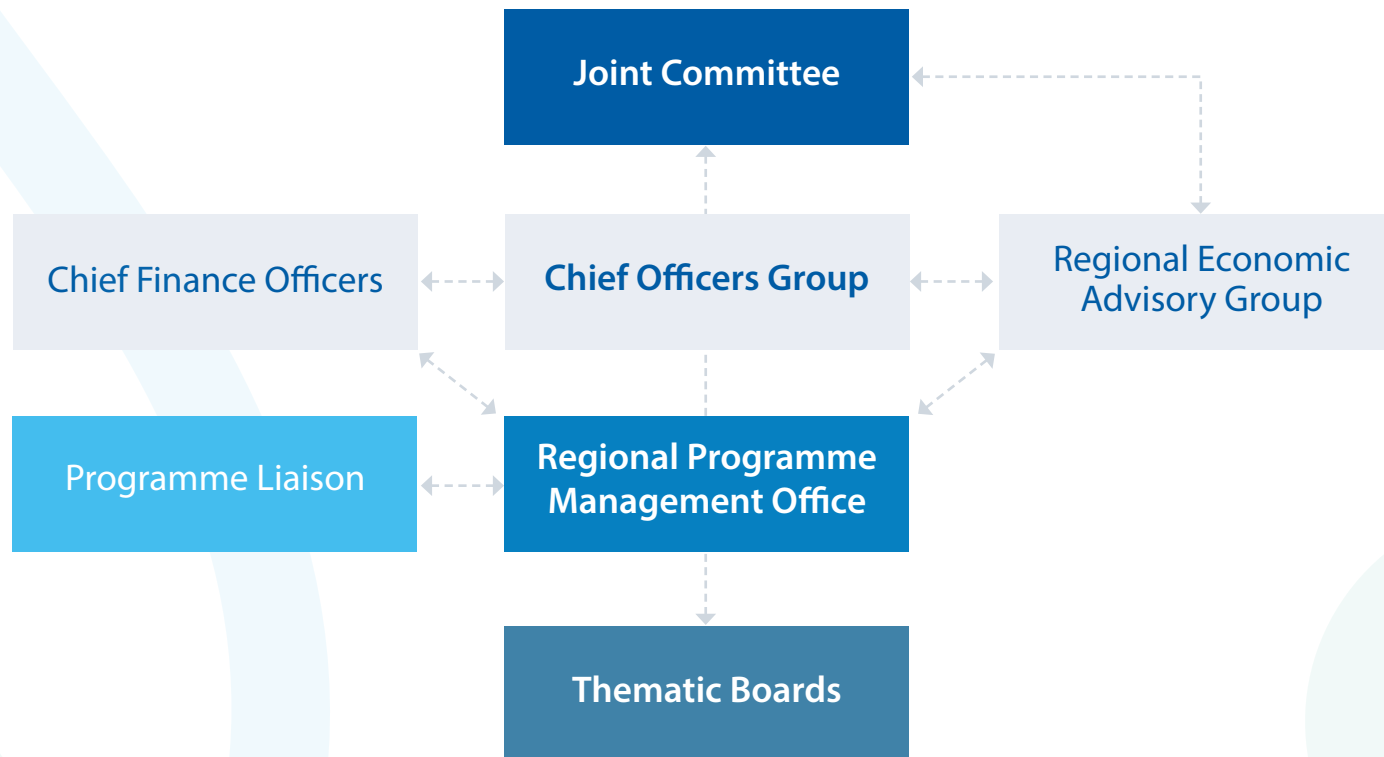 Joint Committee
Chief Finance Officers
Chief Officers Group
Regional Economic
Advisory Group
Programme Liaison
Regional Programme
Management Office
Thematic Boards